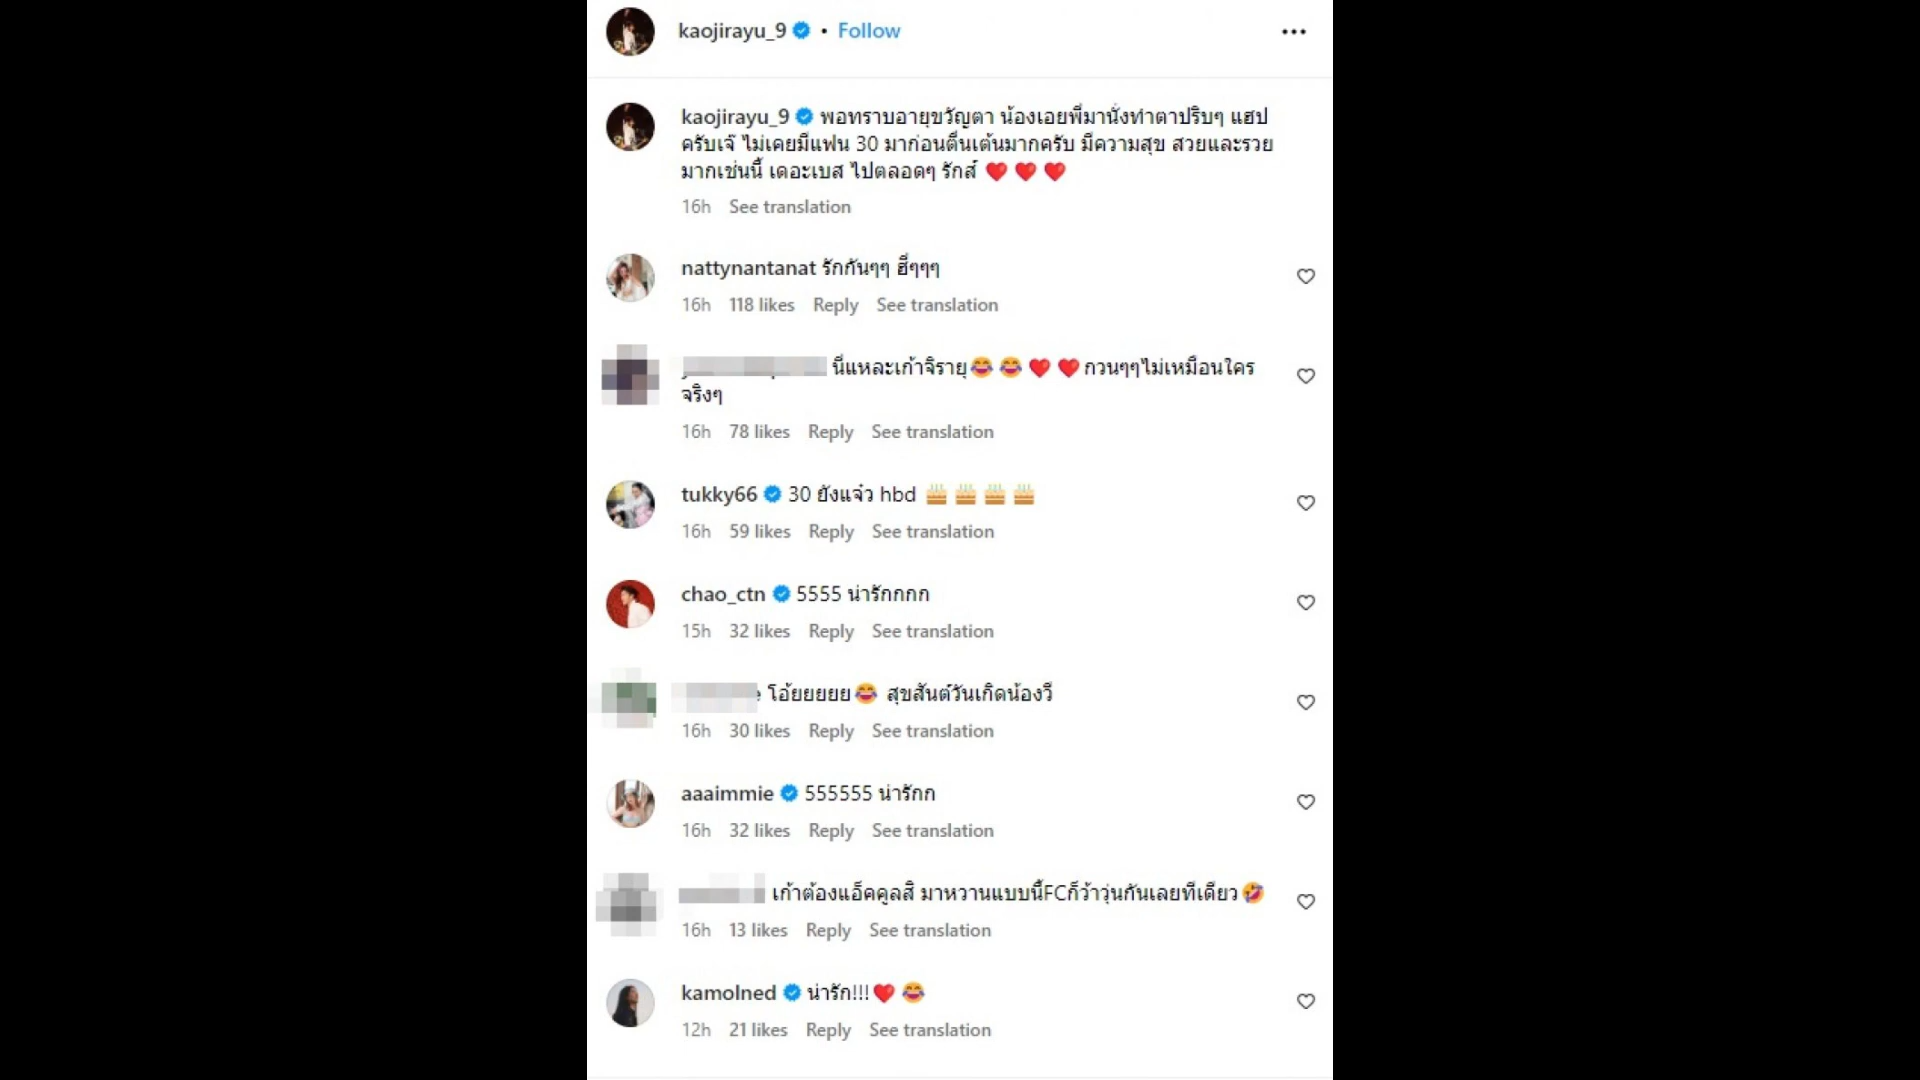 kaojirayu_9 • Follow
kaojirayu_9 พอทราบอายุขวัญตา น้องเอยพี่มานั่งทำตาปริบๆ แฮป
ครับเจ๊ ไม่เคยมีแฟน 30 มาก่อนตื่นเต้นมากครับ มีความสุข สวยและรวย
มากเช่นนี้ เดอะเบส ไปตลอดๆ รักส์ ❤️ ❤️ ❤️
16h See translation
nattynantanat รักกันๆๆ ฮี่ๆๆๆ
16h 118 likes Reply See translation
นี่แหละเก้าจิรายุ😂 😂 ❤️ ❤️กวนๆๆไม่เหมือนใคร
จริงๆ
16h 78 likes Reply See translation
tukky66 30 ยังแจ๋ว hbd 🎂 🎂 🎂 🎂
16h 59 likes Reply See translation
chao_ctn 5555 น่ารักกกก
15h 32 likes Reply See translation
โอ้ยยยยย😂 สุขสันต์วันเกิดน้องวี
16h 30 likes Reply See translation
aaaimmie 555555 น่ารักก
16h 32 likes Reply See translation
เก้าต้องแอ็คคูลสิ มาหวานแบบนี้FCก็ว้าวุ่นกันเลยทีเดียว🤣
16h 13 likes Reply See translation
kamolned น่ารัก!!!❤️ 😂
12h 21 likes Reply See translation